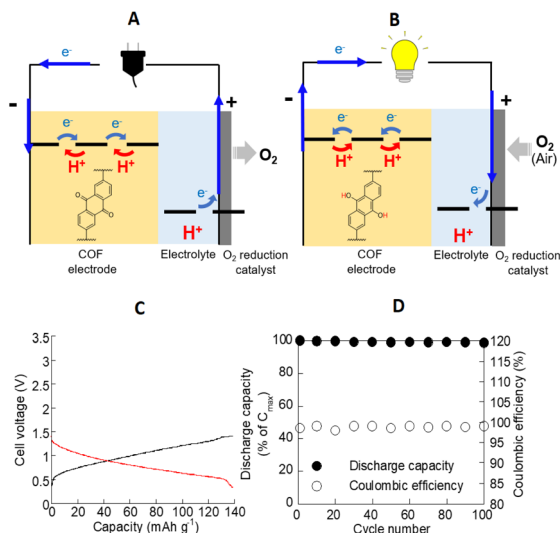 A
B
e-
e-
-
+
-
+
e-
e-
e-
e-
H+
H+
O2
H+
H+
O2
(Air)
e-
e-
O
O
HO
OH
H+
H+
COF
electrode
Electrolyte
O2 reduction
catalyst
COF
electrode
Electrolyte
O2 reduction
catalyst
C
D
Cell voltage (V)
3.5
3
2.5
2
1.5
1
0.5
0
0 20 40 60 80 100 120 140
Capacity (mAh g-1)
Discharge capacity
(% of Cmax)
100
80
60
40
20
0
Discharge capacity
Coulombic efficiency
0 20 40 60 80 100
Cycle number
120
115
110
105
100
95
90
85
80
Coulombic efficiency (%)